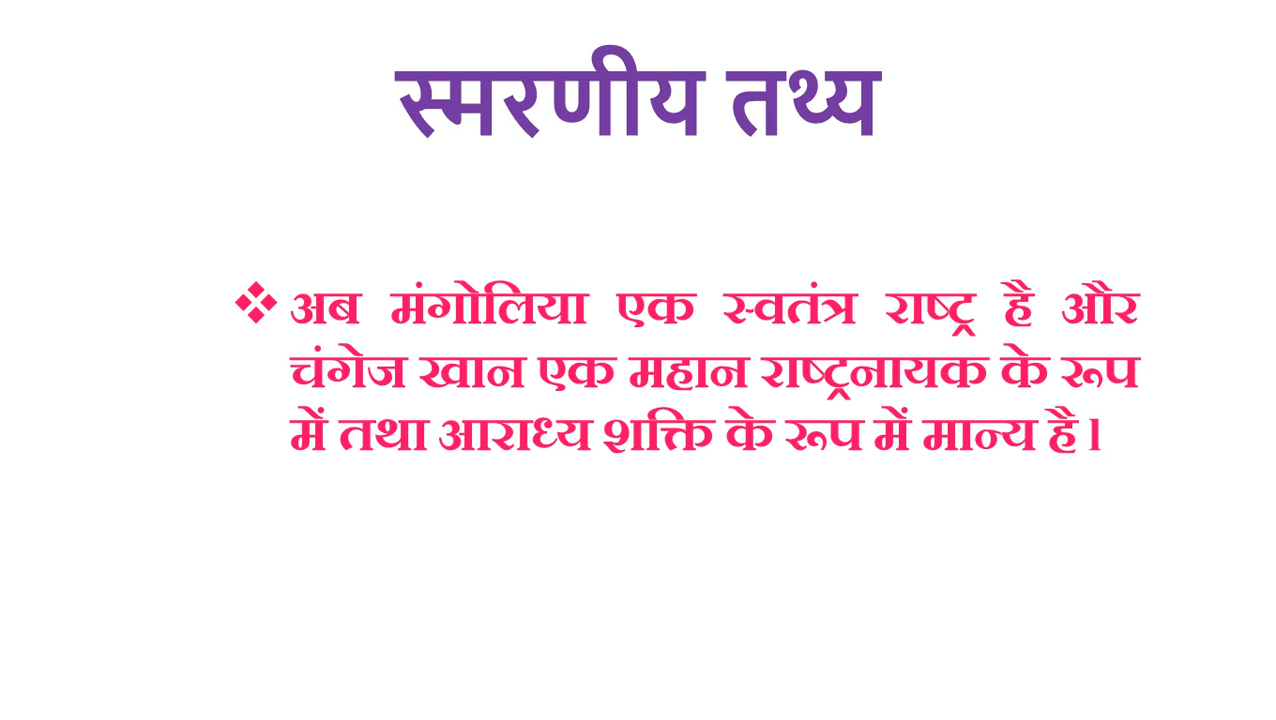 स्मरणीय तथ्य
❖ अब मंगोलिया एक स्वतंत्र राष्ट्र है और
चंगेज खान एक महान राष्ट्रनायक के रूप
में तथा आराध्य शक्ति के रूप में मान्य है।